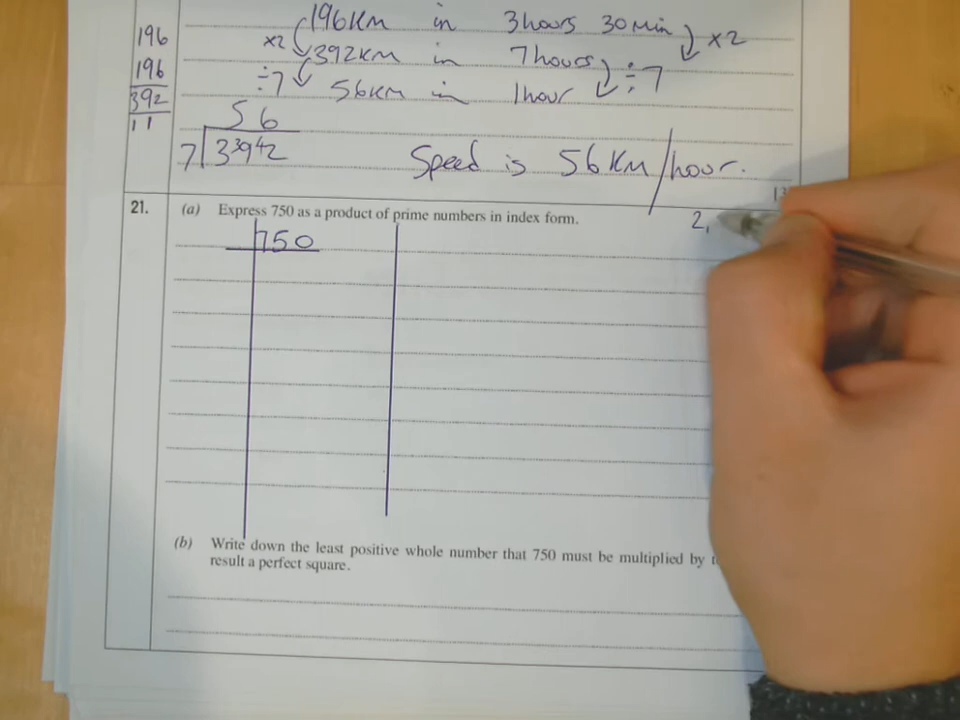 196km in 3hours 30min
196 x2 392km in 7hours x2
196 ÷7 56km in 1hour ÷7
392
11 56
7 33942 Speed is 56km/hour.
21. (a) Express 750 as a product of prime numbers in index form.
2,
750
(b) Write down the least positive whole number that 750 must be multiplied by
result a perfect square.